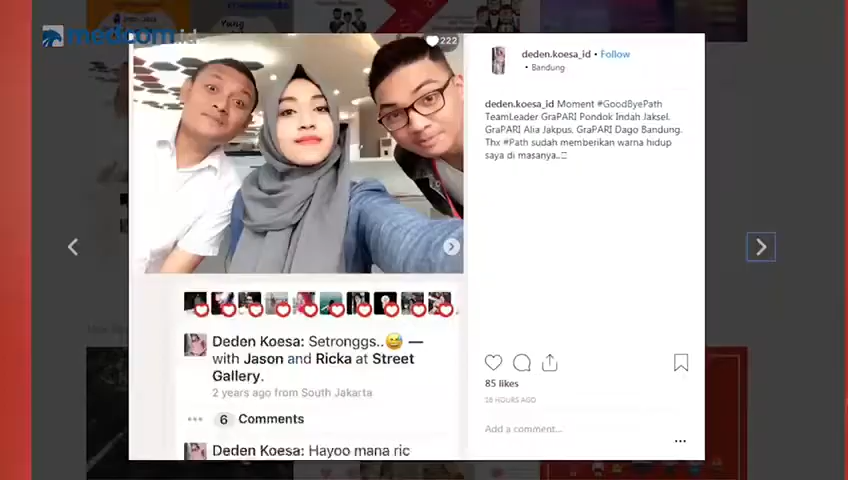 medcom.id
222
deden.koesa_id • Follow
• Bandung
deden.koesa_id Moment #GoodByePath
TeamLeader GraPARI Pondok Indah Jaksel,
GraPARI Alia Jakpus, GraPARI Dago Bandung.
Thx #Path sudah memberikan warna hidup
saya di masanya..
Deden Koesa: Setronggs..😅 —
with Jason and Ricka at Street
Gallery.
2 years ago from South Jakarta
••• 6 Comments
Deden Koesa: Hayoo mana ric
85 likes
HOURS AGO
Add a comment...